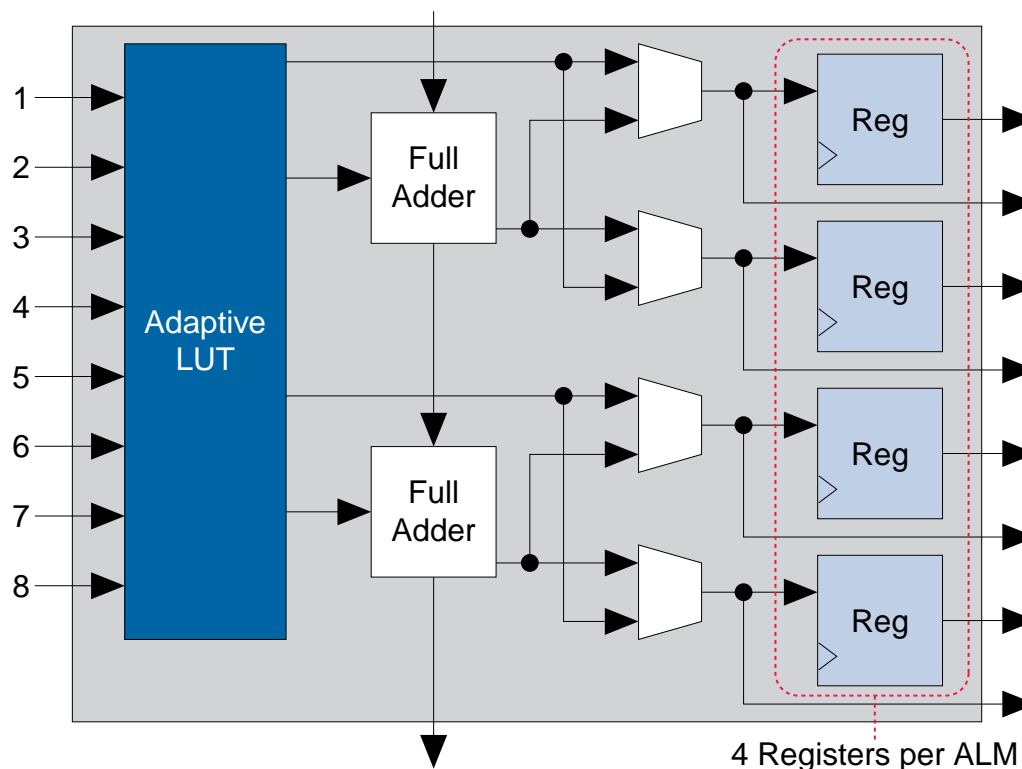 1
2
3
4
5
6
7
8
Adaptive
LUT
Full
Adder
Full
Adder
Reg
Reg
Reg
Reg
4 Registers per ALM